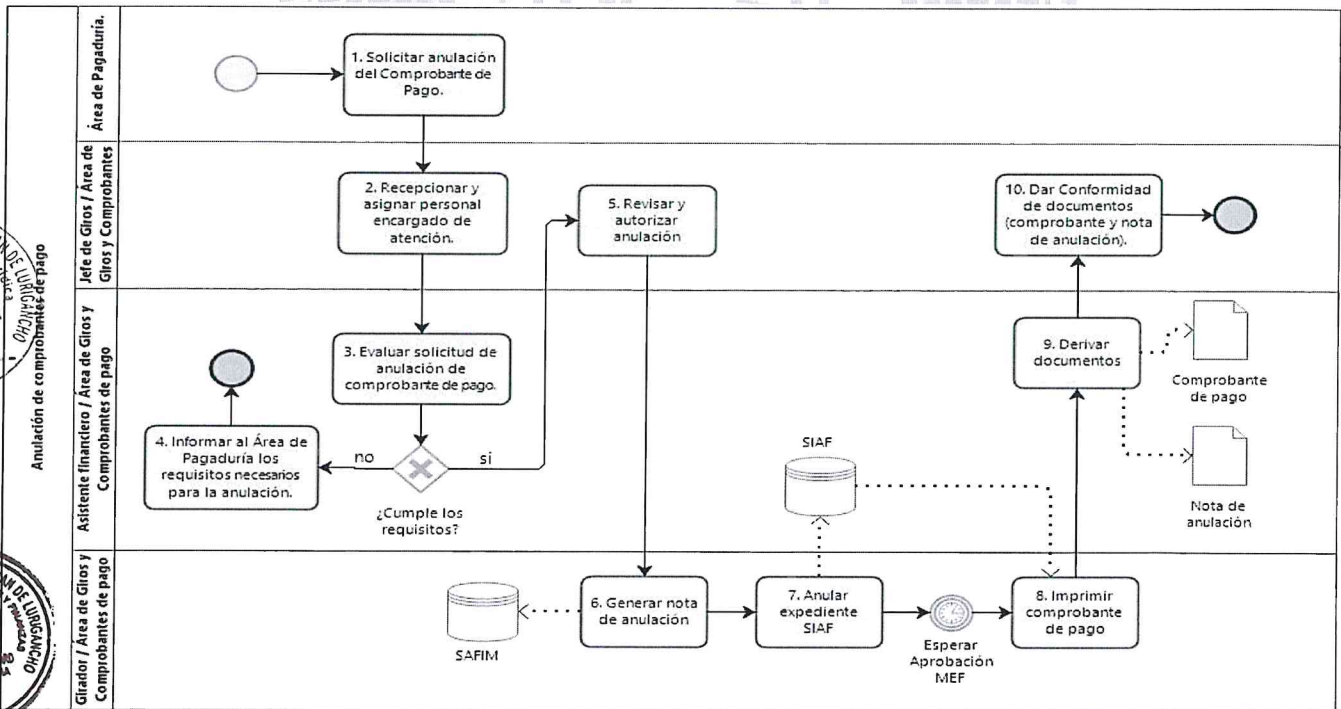 Anulación de comprobantes de pago
Área de Pagaduría.
1. Solicitar anulación
del Comprobante de
Pago.
Jefe de Giros / Área de
Giros y Comprobantes
2. Recepcionar y
asignar personal
encargado de
atención.
5. Revisar y
autorizar
anulación
10. Dar Conformidad
de documentos
(comprobante y nota
de anulación).
Asistente financiero / Área de Giros y
Comprobantes de pago
3. Evaluar solicitud de
anulación de
comprobante de pago.
4. Informar al Área de
Pagaduría los
requisitos necesarios
para la anulación.
no
si
¿Cumple los
requisitos?
SIAF
9. Derivar
documentos
Comprobante
de pago
Nota de
anulación
Girador / Área de Giros y
Comprobantes de pago
SAFIM
6. Generar nota
de anulación
7. Anular
expediente
SIAF
Esperar
Aprobación
MEF
8. Imprimir
comprobante
de pago
DE LURIGANCHO
DE LURIGANCHO